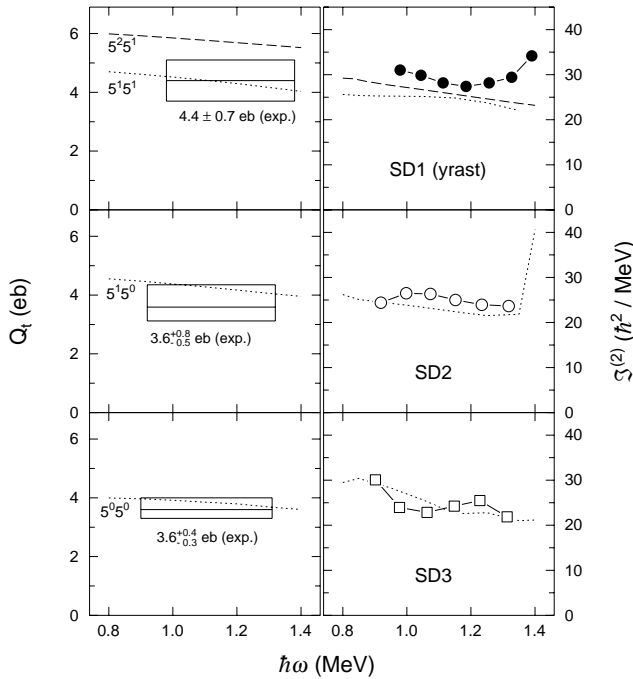 6
4
2
0
5²5¹
5¹5¹
4.4 ± 0.7 eb (exp.)
40
30
20
10
0
SD1 (yrast)
6
4
2
0
5¹5⁰
3.6+0.8-0.5 eb (exp.)
40
30
20
10
0
SD2
6
4
2
0
5⁰5⁰
3.6+0.4-0.3 eb (exp.)
40
30
20
10
0
SD3
Qt (eb)
ℑ(2) (ℏ² / MeV)
0.8 1.0 1.2 1.4
0.8 1.0 1.2 1.4
ℏω (MeV)